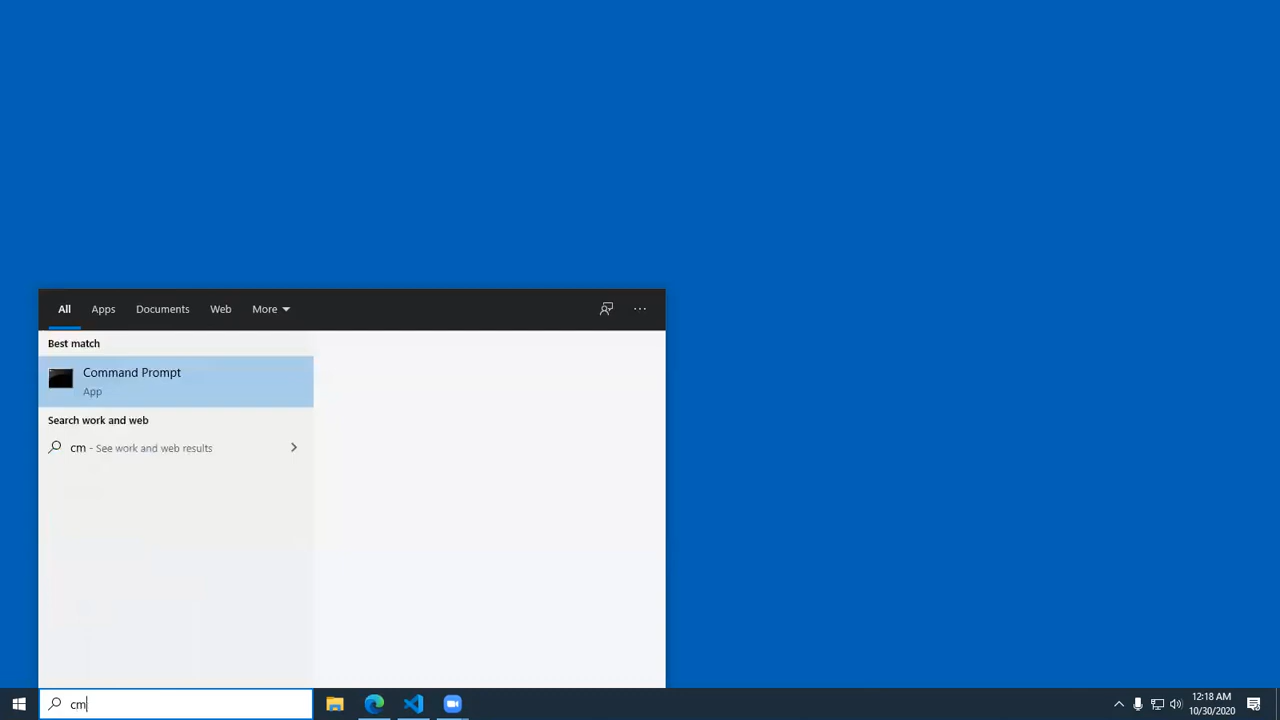 All Apps Documents Web More
Best match
Command Prompt
App
Search work and web
cm - See work and web results
cm
12:18 AM
10/30/2020